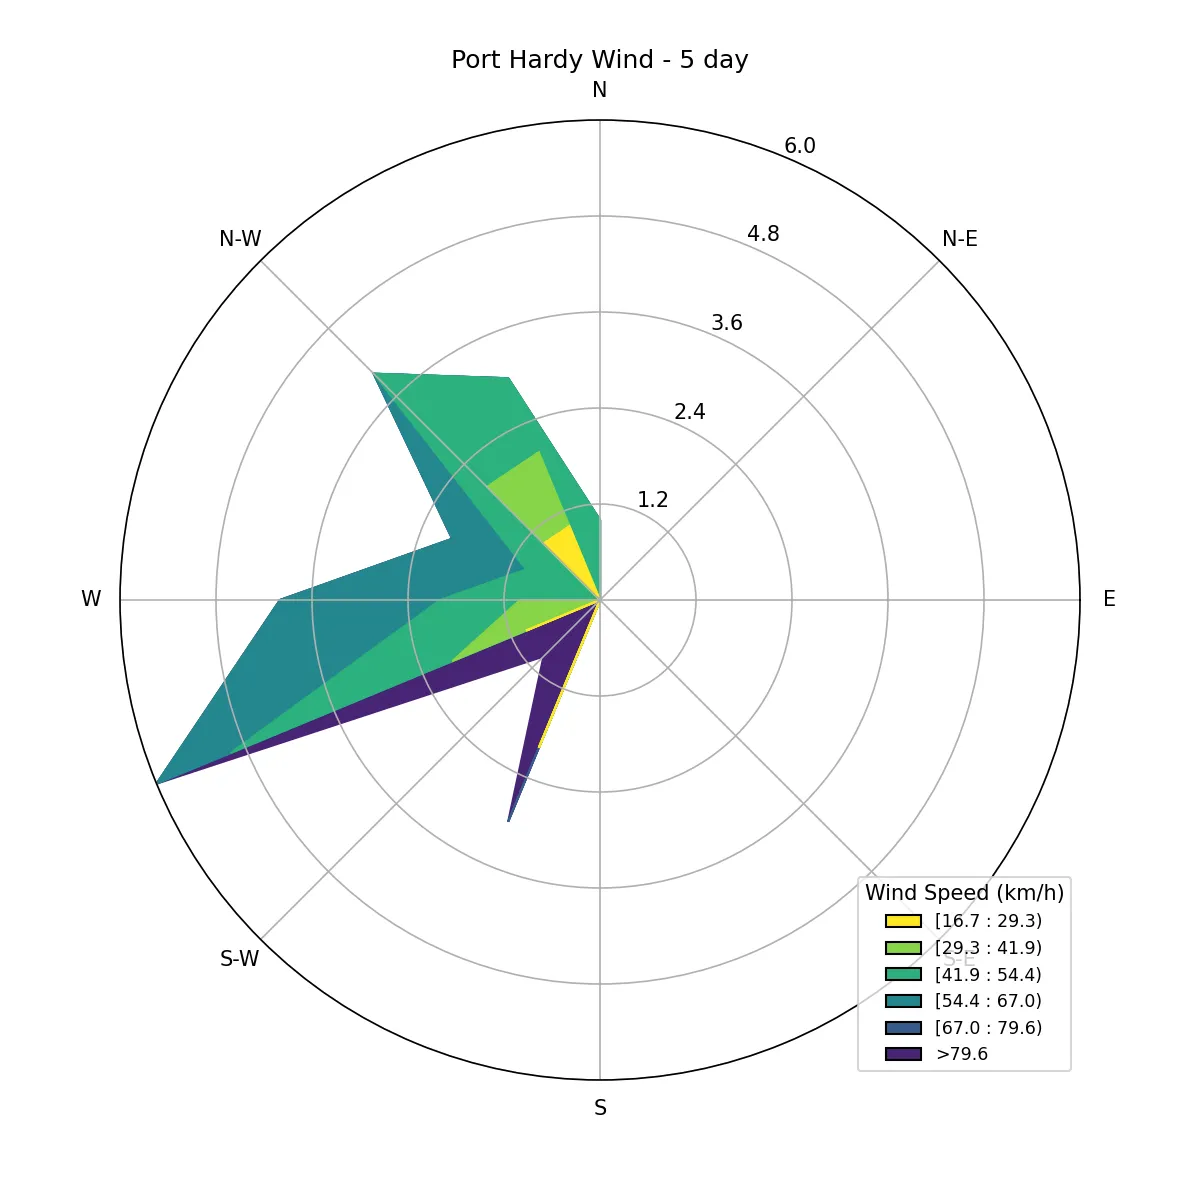 Port Hardy Wind - 5 day
N
6.0
N-W
N-E
4.8
3.6
2.4
1.2
W
E
Wind Speed (km/h)
[16.7 : 29.3)
[29.3 : 41.9)
[41.9 : 54.4)
[54.4 : 67.0)
[67.0 : 79.6)
>79.6
S-W
S-E
S